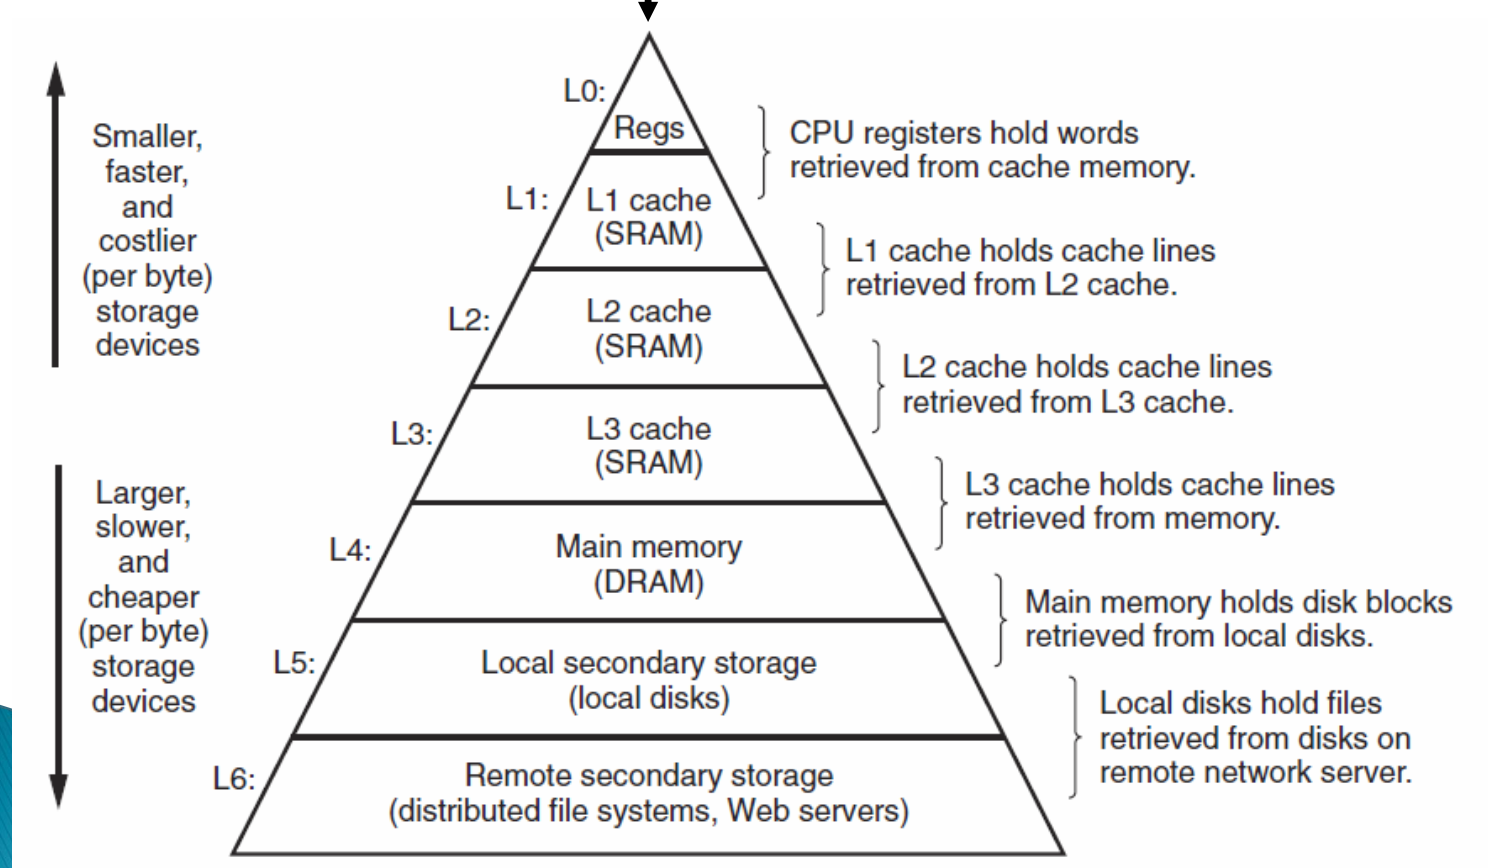 Smaller,
faster,
and
costlier
(per byte)
storage
devices
Larger,
slower,
and
cheaper
(per byte)
storage
devices
L0:
Regs
L1:
L1 cache
(SRAM)
L2:
L2 cache
(SRAM)
L3:
L3 cache
(SRAM)
L4:
Main memory
(DRAM)
L5:
Local secondary storage
(local disks)
L6:
Remote secondary storage
(distributed file systems, Web servers)
CPU registers hold words
retrieved from cache memory.
L1 cache holds cache lines
retrieved from L2 cache.
L2 cache holds cache lines
retrieved from L3 cache.
L3 cache holds cache lines
retrieved from memory.
Main memory holds disk blocks
retrieved from local disks.
Local disks hold files
retrieved from disks on
remote network server.